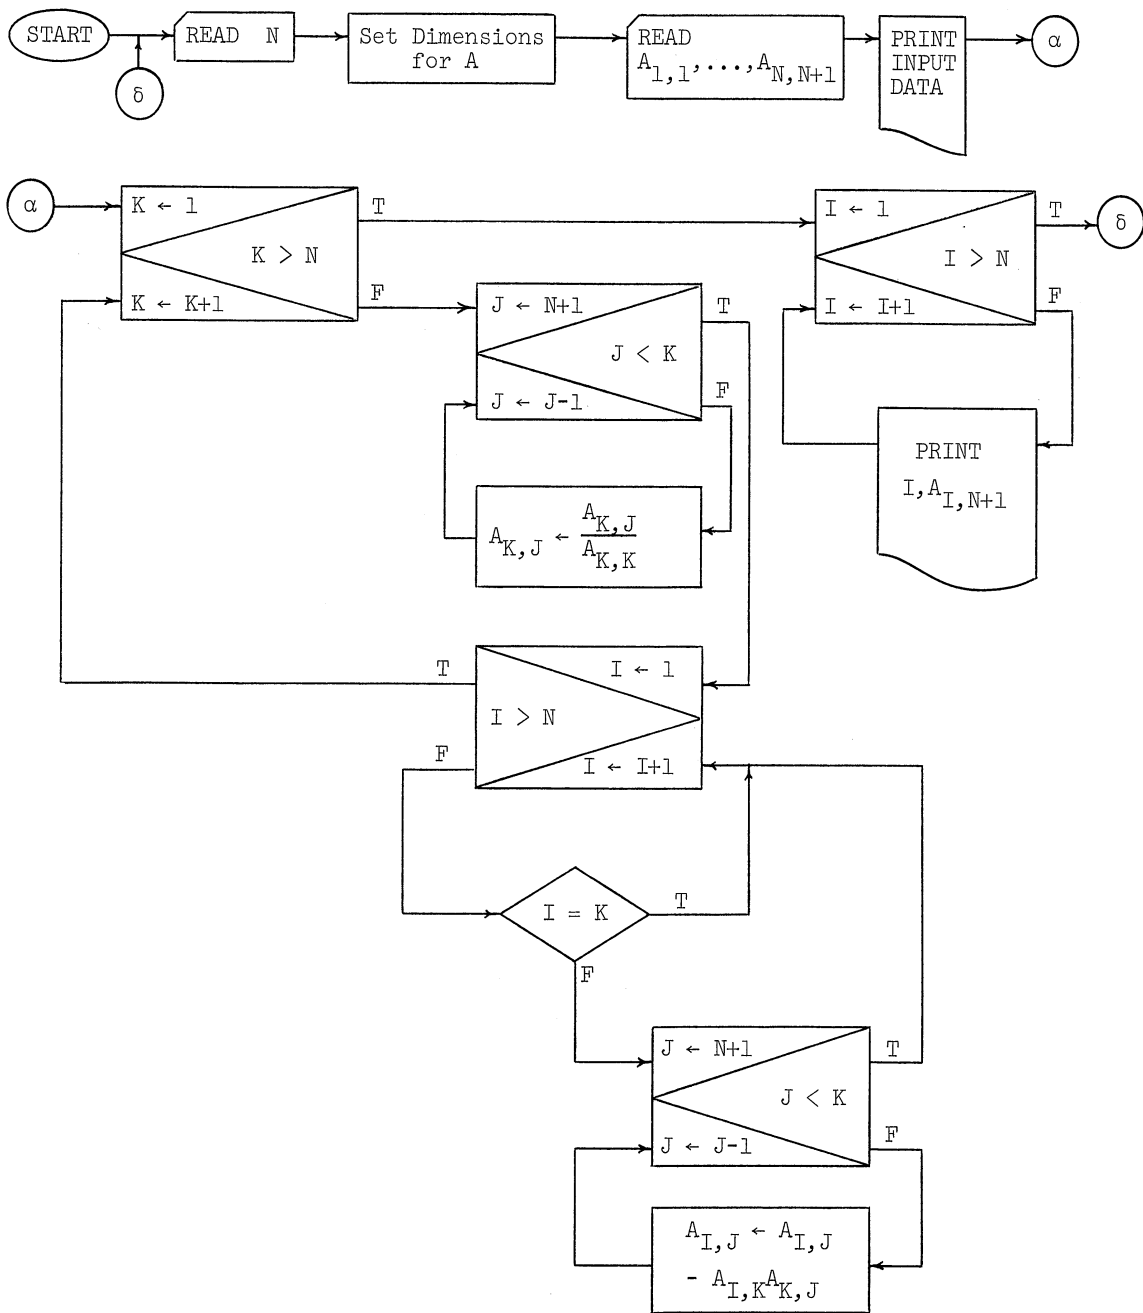 START
δ
READ N
Set Dimensions
for A
READ
A1,1,...,AN,N+1
PRINT
INPUT
DATA
α
α
K ← 1
K > N
K ← K+1
T
F
I ← 1
I > N
I ← I+1
T
F
δ
J ← N+1
J < K
J ← J-1
T
F
PRINT
I,AI,N+1
AK,J ← AK,J
AK,K
I ← 1
I > N
I ← I+1
T
F
I = K
T
F
J ← N+1
J < K
J ← J-1
T
F
AI,J ← AI,J
- AI,KAK,J